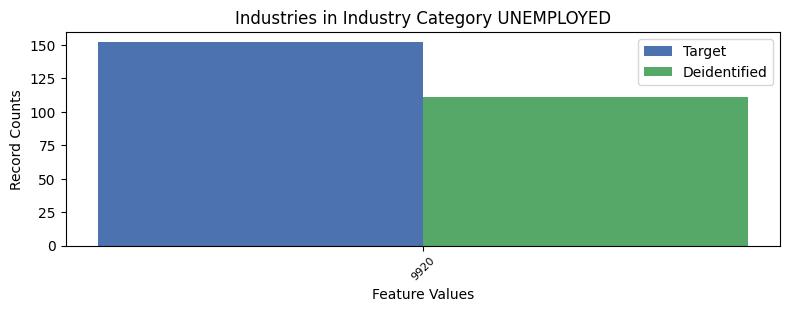 Industries in Industry Category UNEMPLOYED
Record Counts
150
125
100
75
50
25
0
Target
Deidentified
9920
Feature Values